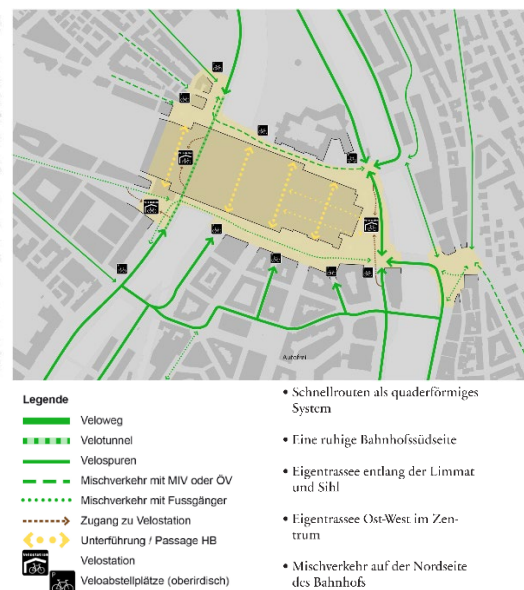 Autofrei
Legende
Veloweg
Velotunnel
Velospuren
Mischverkehr mit MIV oder ÖV
Mischverkehr mit Fussgänger
Zugang zu Velostation
Unterführung / Passage HB
Velostation
Veloabstellplätze (oberirdisch)
• Schnellrouten als quaderförmiges
System
• Eine ruhige Bahnhofssüdseite
• Eigentrassee entlang der Limmat
und Sihl
• Eigentrassee Ost-West im Zen-
trum
• Mischverkehr auf der Nordseite
des Bahnhofs